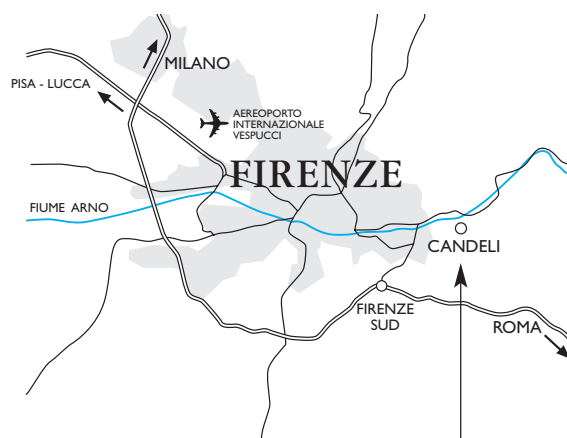 MILANO
PISA - LUCCA
AEREOPORTO
INTERNAZIONALE
VESPUCCI
FIRENZE
FIUME ARNO
CANDELI
FIRENZE
SUD
ROMA